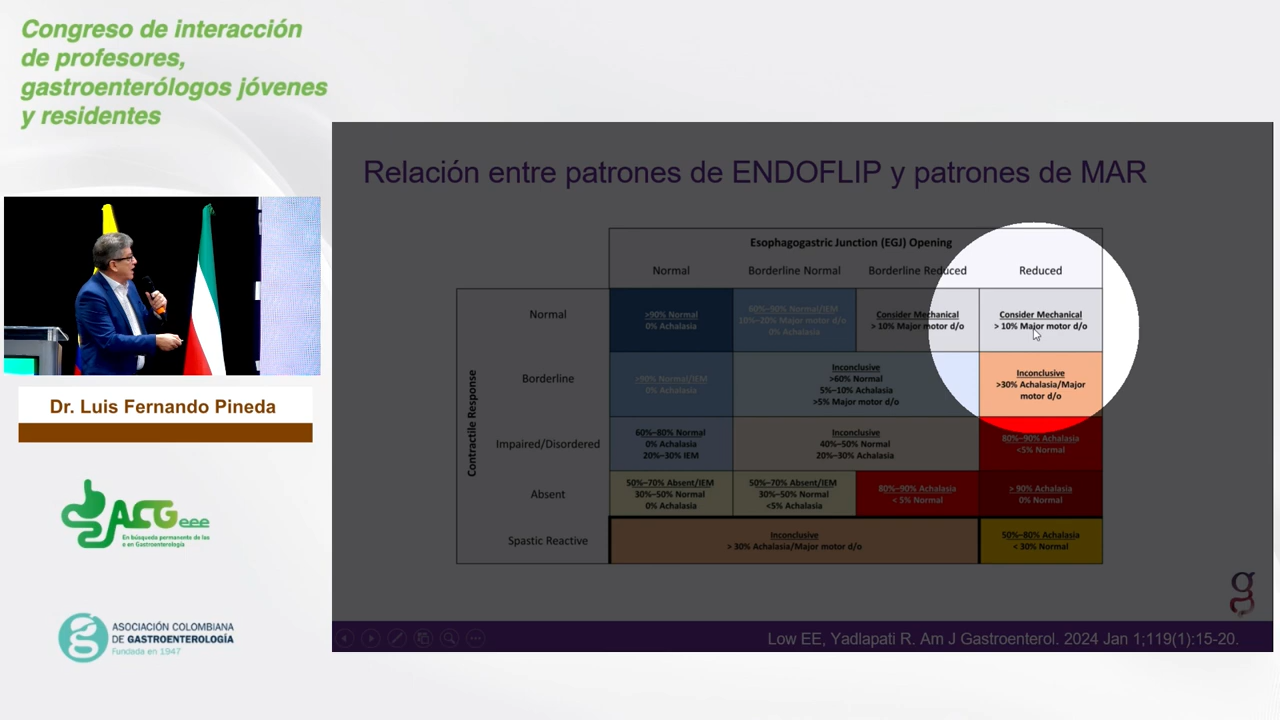 Congreso de interacción
de profesores,
gastroenterólogos jóvenes
y residentes
Dr. Luis Fernando Pineda
ACGeee
En búsqueda permanente de las
e en Gastroenterología
ASOCIACIÓN COLOMBIANA
DE GASTROENTEROLOGÍA
Fundada en 1947
Relación entre patrones de ENDOFLIP y patrones de MAR
Esophagogastric Junction (EGJ) Opening
Normal Borderline Normal Borderline Reduced Reduced
Contractile Response
Normal
>90% Normal
0% Achalasia
60%–90% Normal/IEM
10%–20% Major motor d/o
0% Achalasia
Consider Mechanical
> 10% Major motor d/o
Consider Mechanical
> 10% Major motor d/o
Borderline
>90% Normal/IEM
0% Achalasia
Inconclusive
>60% Normal
5%–10% Achalasia
>5% Major motor d/o
Inconclusive
>30% Achalasia/Major
motor d/o
Impaired/Disordered
60%–80% Normal
0% Achalasia
20%–30% IEM
Inconclusive
40%–50% Normal
20%–30% Achalasia
80%–90% Achalasia
<5% Normal
Absent
50%–70% Absent/IEM
30%–50% Normal
0% Achalasia
50%–70% Absent/IEM
30%–50% Normal
<5% Achalasia
80%–90% Achalasia
< 5% Normal
> 90% Achalasia
0% Normal
Spastic Reactive
Inconclusive
> 30% Achalasia/Major motor d/o
50%–80% Achalasia
< 30% Normal
Low EE, Yadlapati R. Am J Gastroenterol. 2024 Jan 1;119(1):15-20.